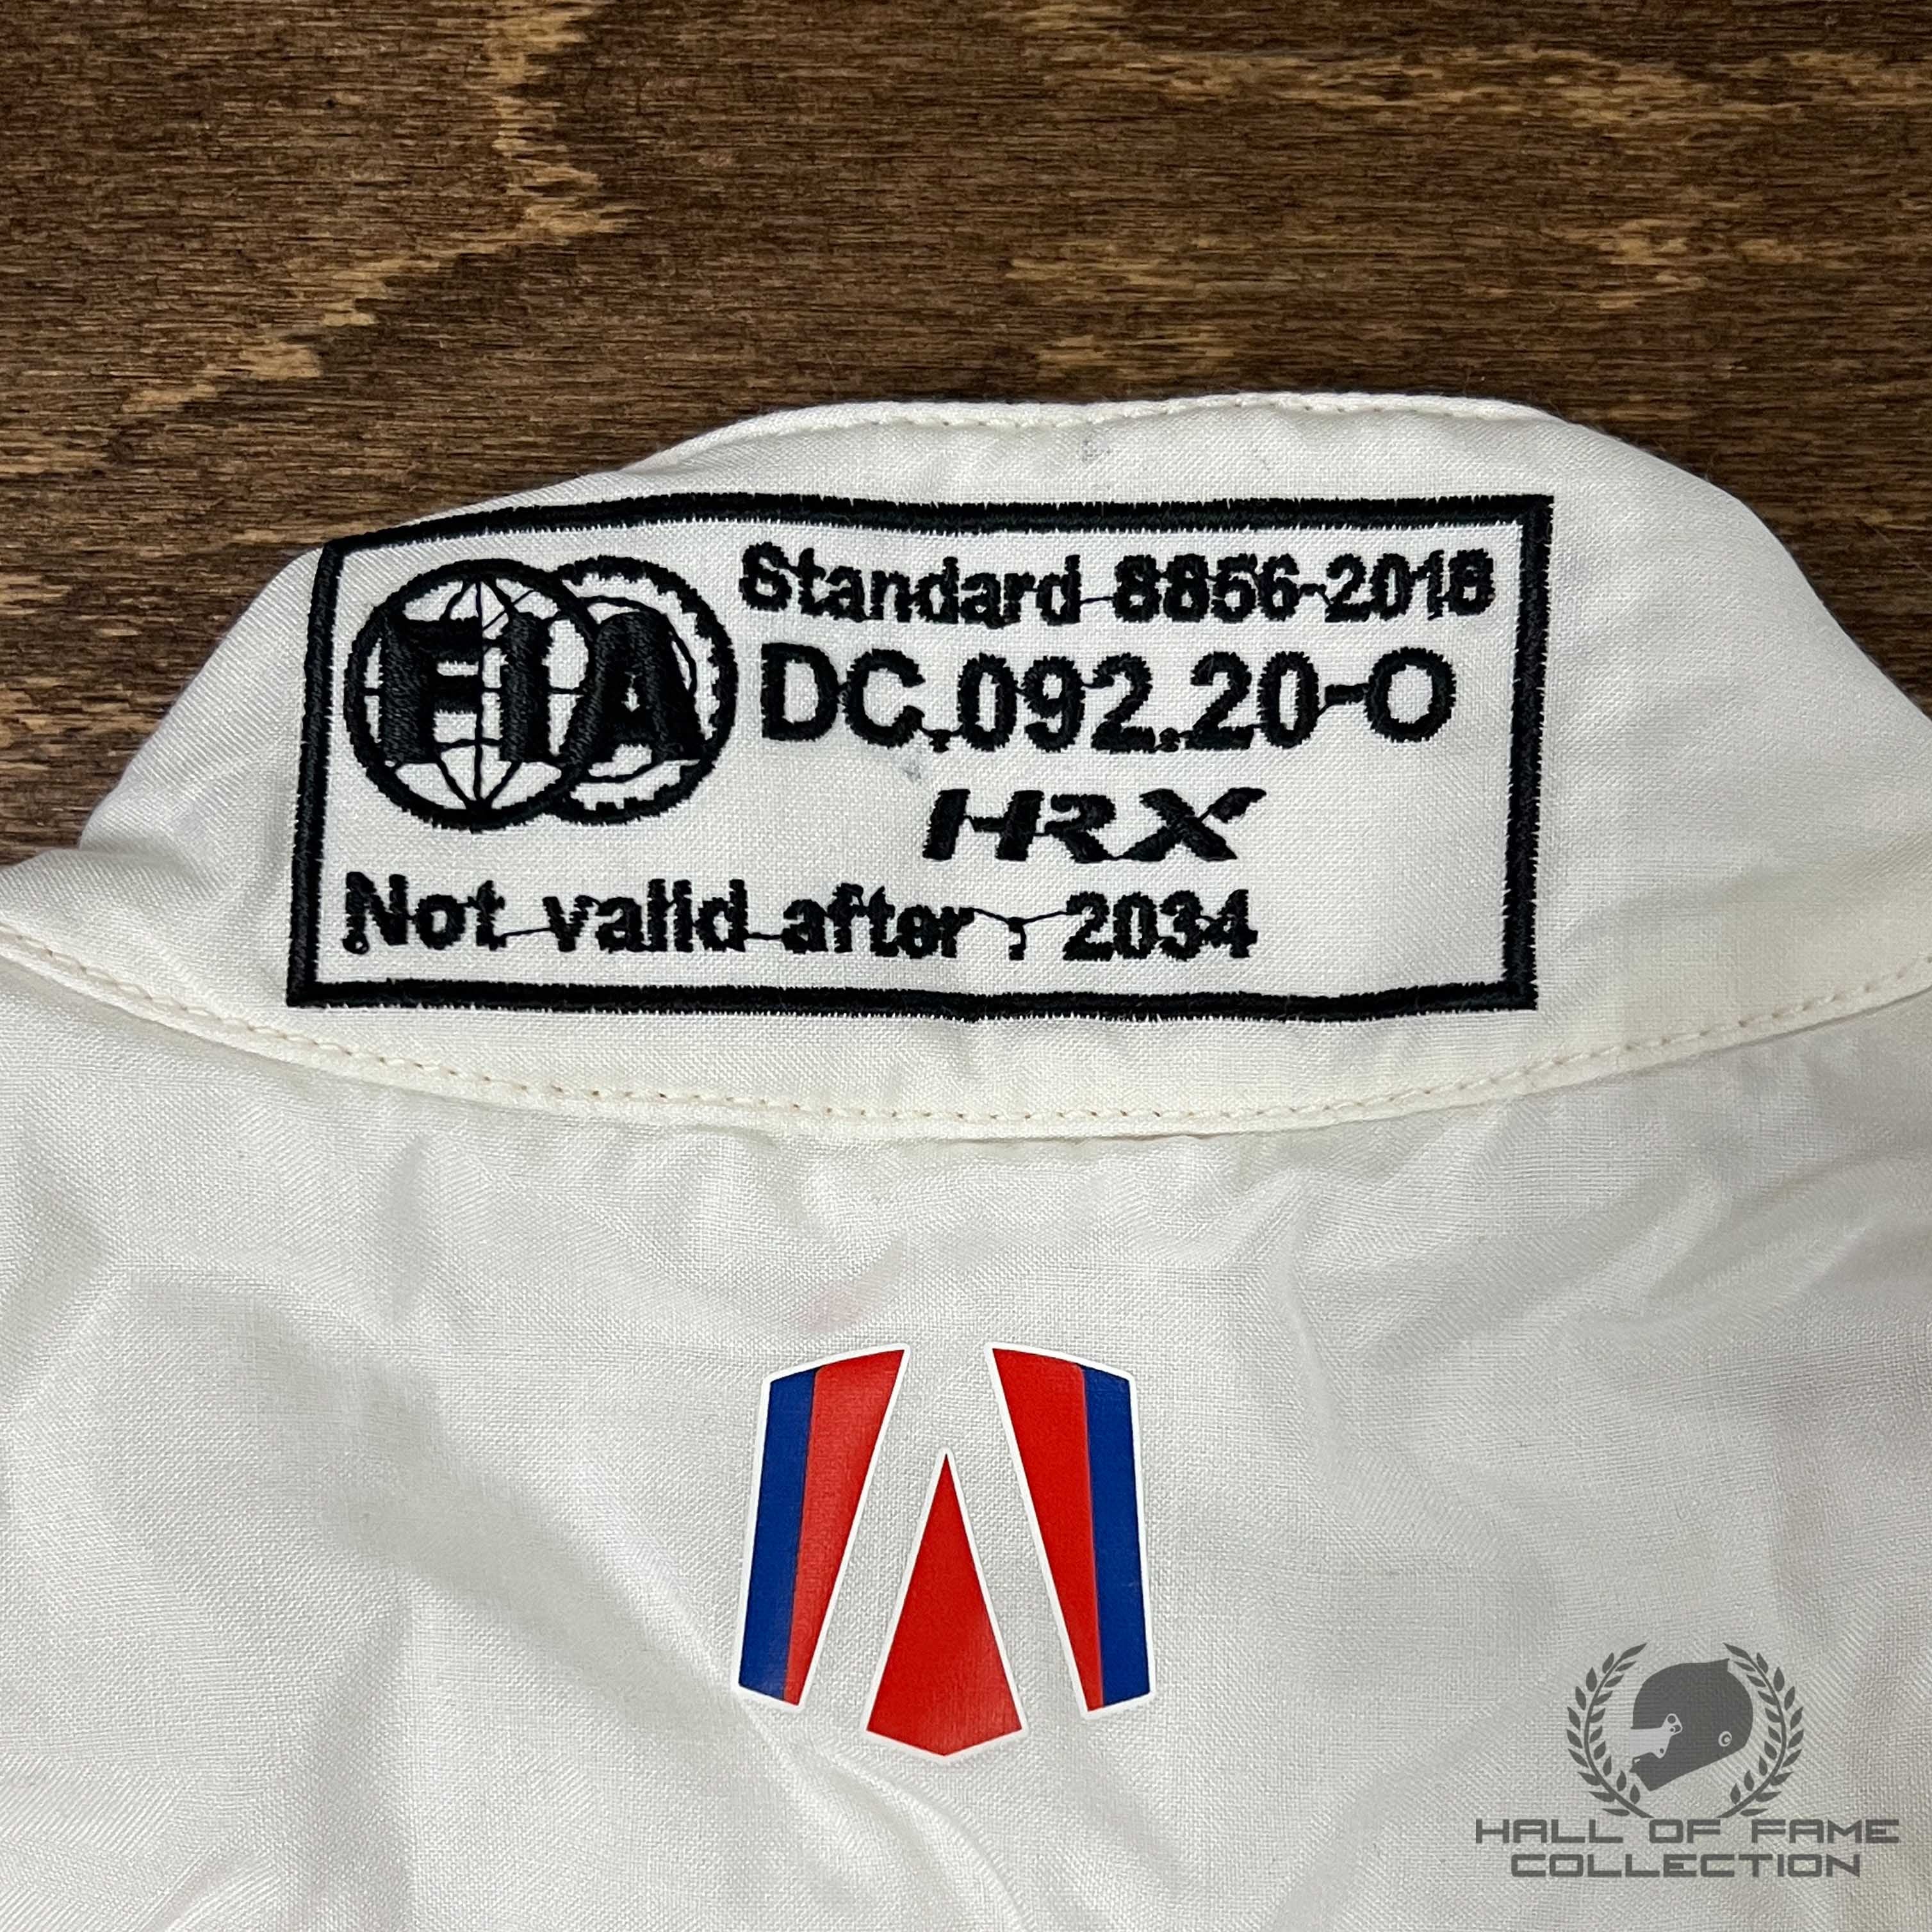 FIA
Standard 8856-2018
DC.092.20-O
HRX
Not valid after : 2034
HALL OF FAME
COLLECTION